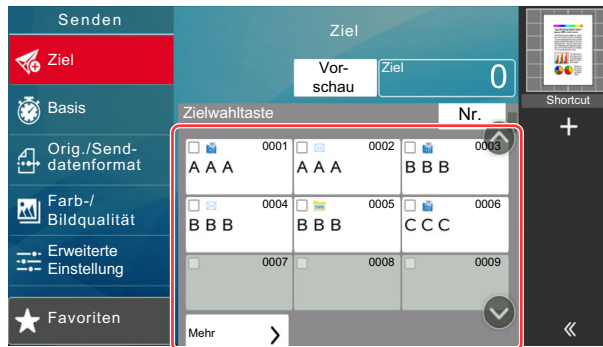 Senden
Ziel
Basis
Orig./Send-
datenformat
Farb-/
Bildqualität
Erweiterte
Einstellung
Favoriten
Ziel
Vor-
schau
Ziel
0
Zielwahltaste
Nr.
0001
A A A
0002
A A A
0003
B B B
0004
B B B
0005
B B B
0006
C C C
0007
0008
0009
Mehr
Shortcut